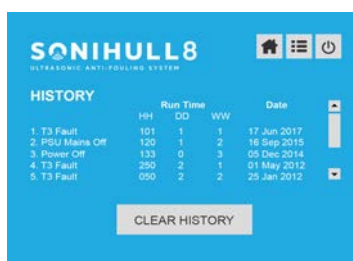 SONIHULL8
ULTRASONIC ANTI-FOULING SYSTEM
HISTORY
Run Time Date
HH DD WW
1. T3 Fault 101 1 1 17 Jun 2017
2. PSU Mains Off 120 1 2 16 Sep 2015
3. Power Off 133 0 3 05 Dec 2014
4. T3 Fault 250 2 1 01 May 2012
5. T3 Fault 050 2 2 25 Jan 2012
CLEAR HISTORY